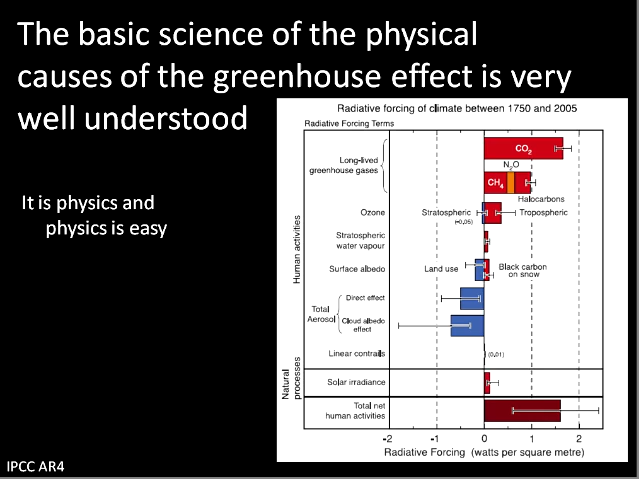 The basic science of the physical
causes of the greenhouse effect is very
well understood
It is physics and
physics is easy
Radiative forcing of climate between 1750 and 2005
Radiative Forcing Terms
Human activities
Long-lived
greenhouse gases
CO2
N2O
CH4
Halocarbons
Ozone
Stratospheric
(-0.05)
Tropospheric
Stratospheric
water vapour
Surface albedo
Land use
Black carbon
on snow
Total
Aerosol
Direct effect
Cloud albedo
effect
Linear contrails
(0.01)
Natural
processes
Solar irradiance
Total net
human activities
-2 -1 0 1 2
Radiative Forcing (watts per square metre)
IPCC AR4